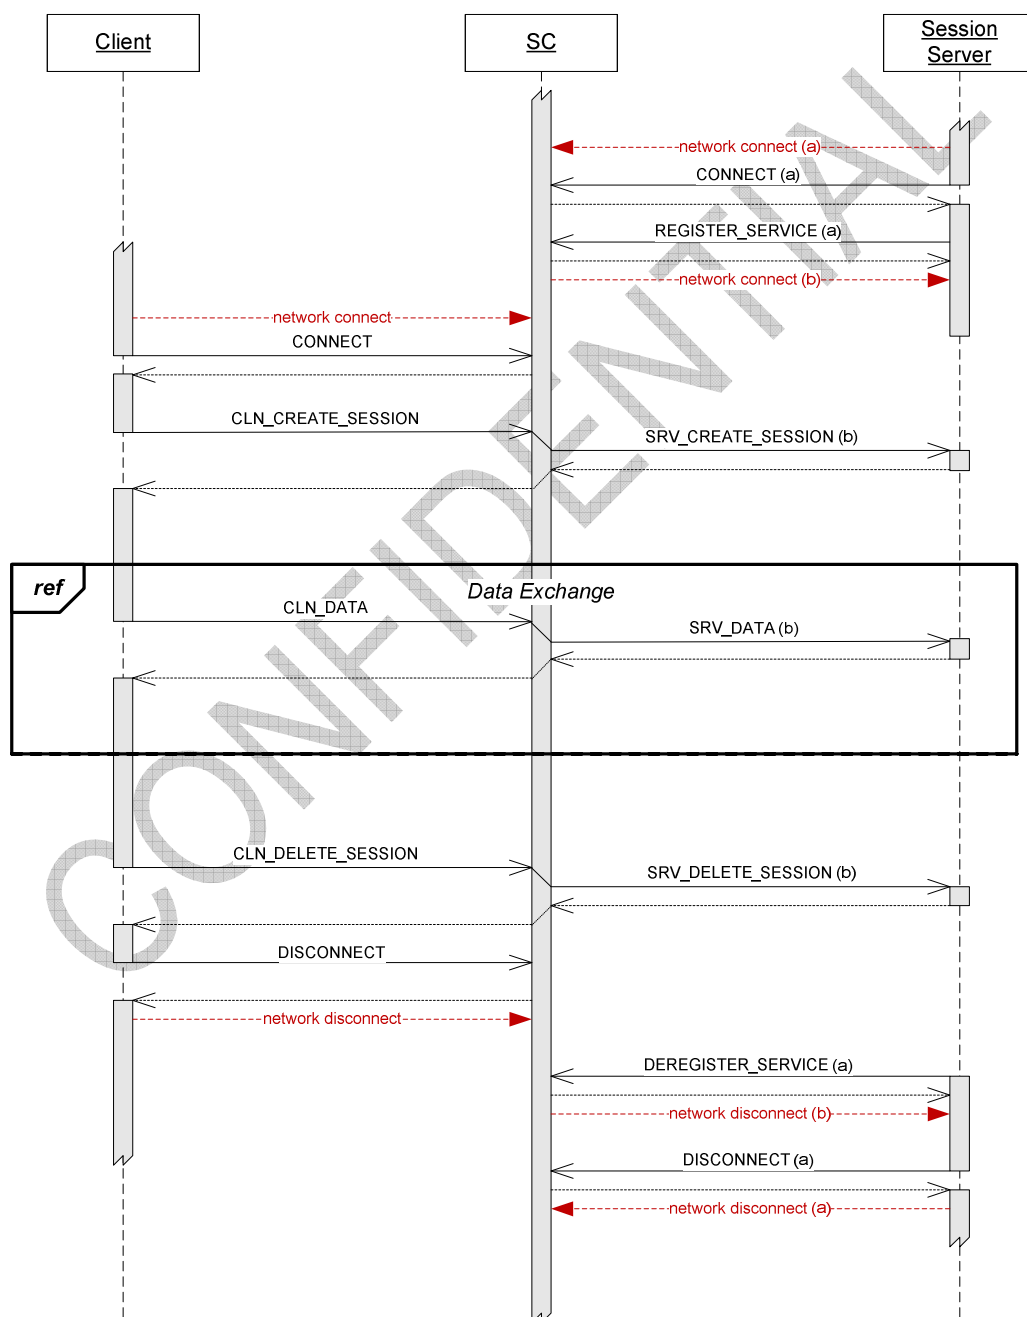 Client
SC
Session
Server
network connect (a)
CONNECT (a)
REGISTER_SERVICE (a)
network connect (b)
network connect
CONNECT
CLN_CREATE_SESSION
SRV_CREATE_SESSION (b)
ref
Data Exchange
CLN_DATA
SRV_DATA (b)
CLN_DELETE_SESSION
SRV_DELETE_SESSION (b)
DISCONNECT
network disconnect
DEREGISTER_SERVICE (a)
network disconnect (b)
DISCONNECT (a)
network disconnect (a)
CONFIDENTIAL